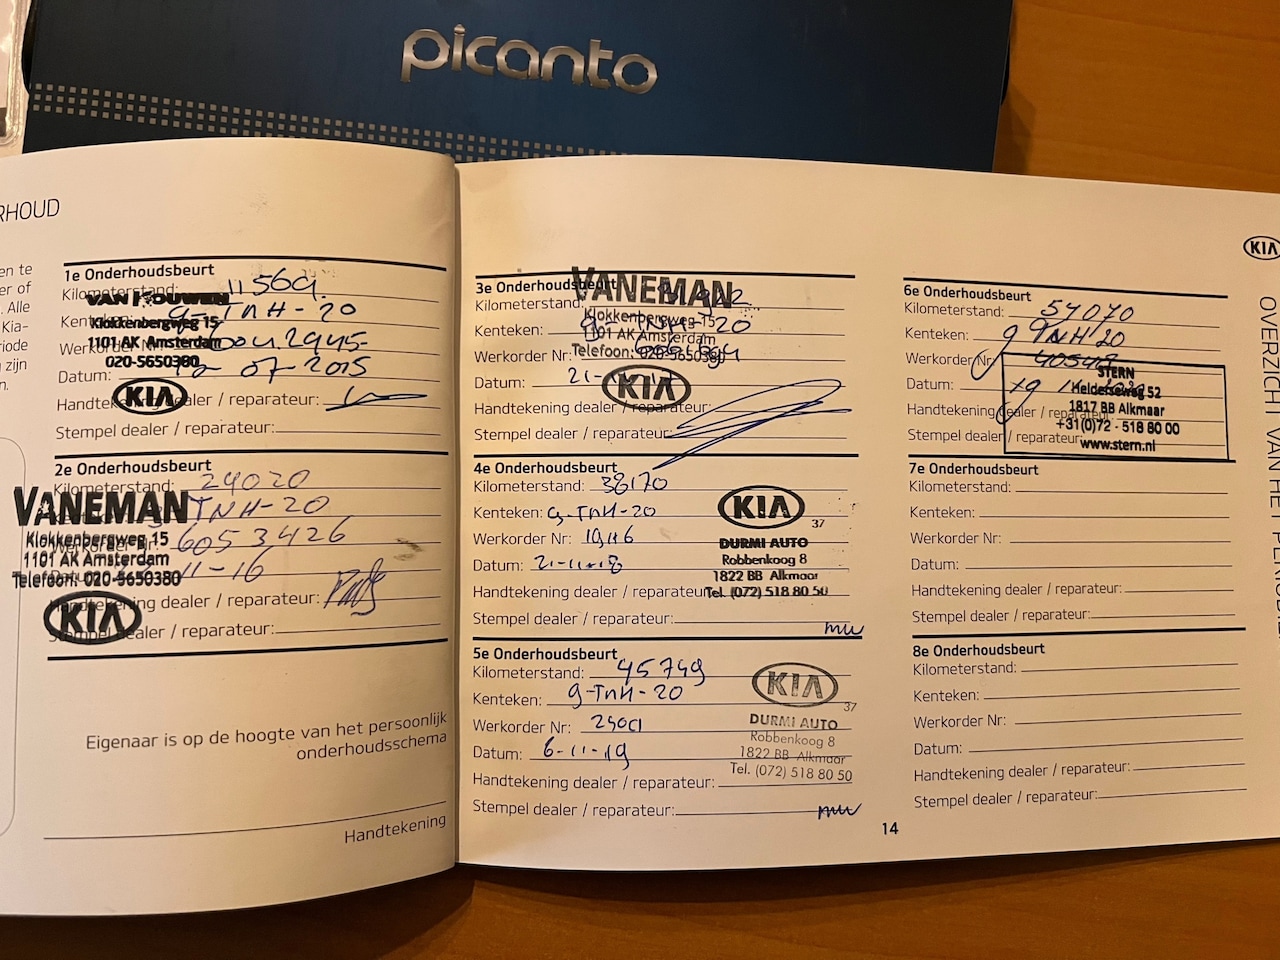 picanto
RHOUD
en te
er of
. Alle
Kia-
riode
zijn
n.
1e Onderhoudsbeurt
Kilometerstand: 11569
VAN KOUWEN
Kenteken: 9-TNH-20
Klokkenbergweg 15
1101 AK Amsterdam
020-5650380
Datum: 07-2015
KIA
Handtekening dealer / reparateur:
Stempel dealer / reparateur:
2e Onderhoudsbeurt
24020
VANEMAN
TNH-20
Klokkenbergweg 15
Werkorder Nr: 6053426
1101 AK Amsterdam
Telefoon: 020-5650380
11-16
Handtekening dealer / reparateur:
KIA
Stempel dealer / reparateur:
Eigenaar is op de hoogte van het persoonlijk
onderhoudsschema
Handtekening
3e Onderhoudsbeurt
VANEMAN
Kilometerstand:
Klokkenbergweg 15
Kenteken: 9-TNH-20
1101 AK Amsterdam
Werkorder Nr:
Telefoon: 020-5650380
Datum: 21-
KIA
Handtekening dealer / reparateur:
Stempel dealer / reparateur:
4e Onderhoudsbeurt
Kilometerstand: 38170
Kenteken: 9-TNH-20
KIA
37
Werkorder Nr: 19116
DURMI AUTO
Robbenkoog 8
Datum: 21-11-18
1822 BB Alkmaar
Handtekening dealer / reparateur:
Tel. (072) 518 80 50
Stempel dealer / reparateur:
5e Onderhoudsbeurt
Kilometerstand: 45749
Kenteken: 9-TNH-20
KIA
37
Werkorder Nr: 25001
DURMI AUTO
Robbenkoog 8
Datum: 6-11-19
1822 BB Alkmaar
Tel. (072) 518 80 50
Handtekening dealer / reparateur:
Stempel dealer / reparateur:
KIA
6e Onderhoudsbeurt
Kilometerstand: 54070
Kenteken: 9 TNH 20
Werkorder Nr: 40548
STERN
Datum:
Helderseweg 52
1817 BB Alkmaar
Handtekening dealer / reparateur:
+31(0)72 - 518 80 00
Stempel dealer / reparateur:
www.stern.nl
7e Onderhoudsbeurt
Kilometerstand:
Kenteken:
Werkorder Nr:
Datum:
Handtekening dealer / reparateur:
Stempel dealer / reparateur:
8e Onderhoudsbeurt
Kilometerstand:
Kenteken:
Werkorder Nr:
Datum:
Handtekening dealer / reparateur:
Stempel dealer / reparateur:
14
OVERZICHT VAN HET